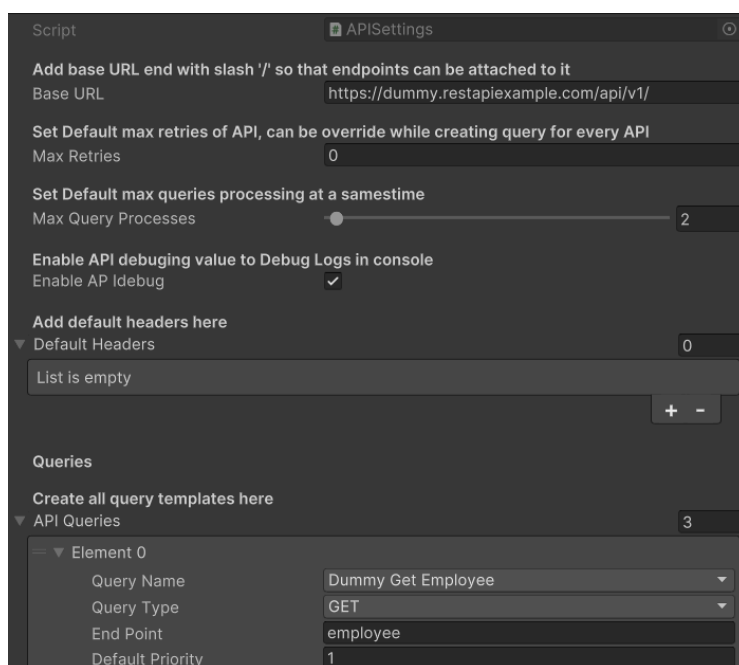 Script APISettings
Add base URL end with slash '/' so that endpoints can be attached to it
Base URL https://dummy.restapiexample.com/api/v1/
Set Default max retries of API, can be override while creating query for every API
Max Retries 0
Set Default max queries processing at a samestime
Max Query Processes 2
Enable API debuging value to Debug Logs in console
Enable AP Idebug
Add default headers here
Default Headers 0
List is empty
+ -
Queries
Create all query templates here
API Queries 3
Element 0
Query Name Dummy Get Employee
Query Type GET
End Point employee
Default Priority 1